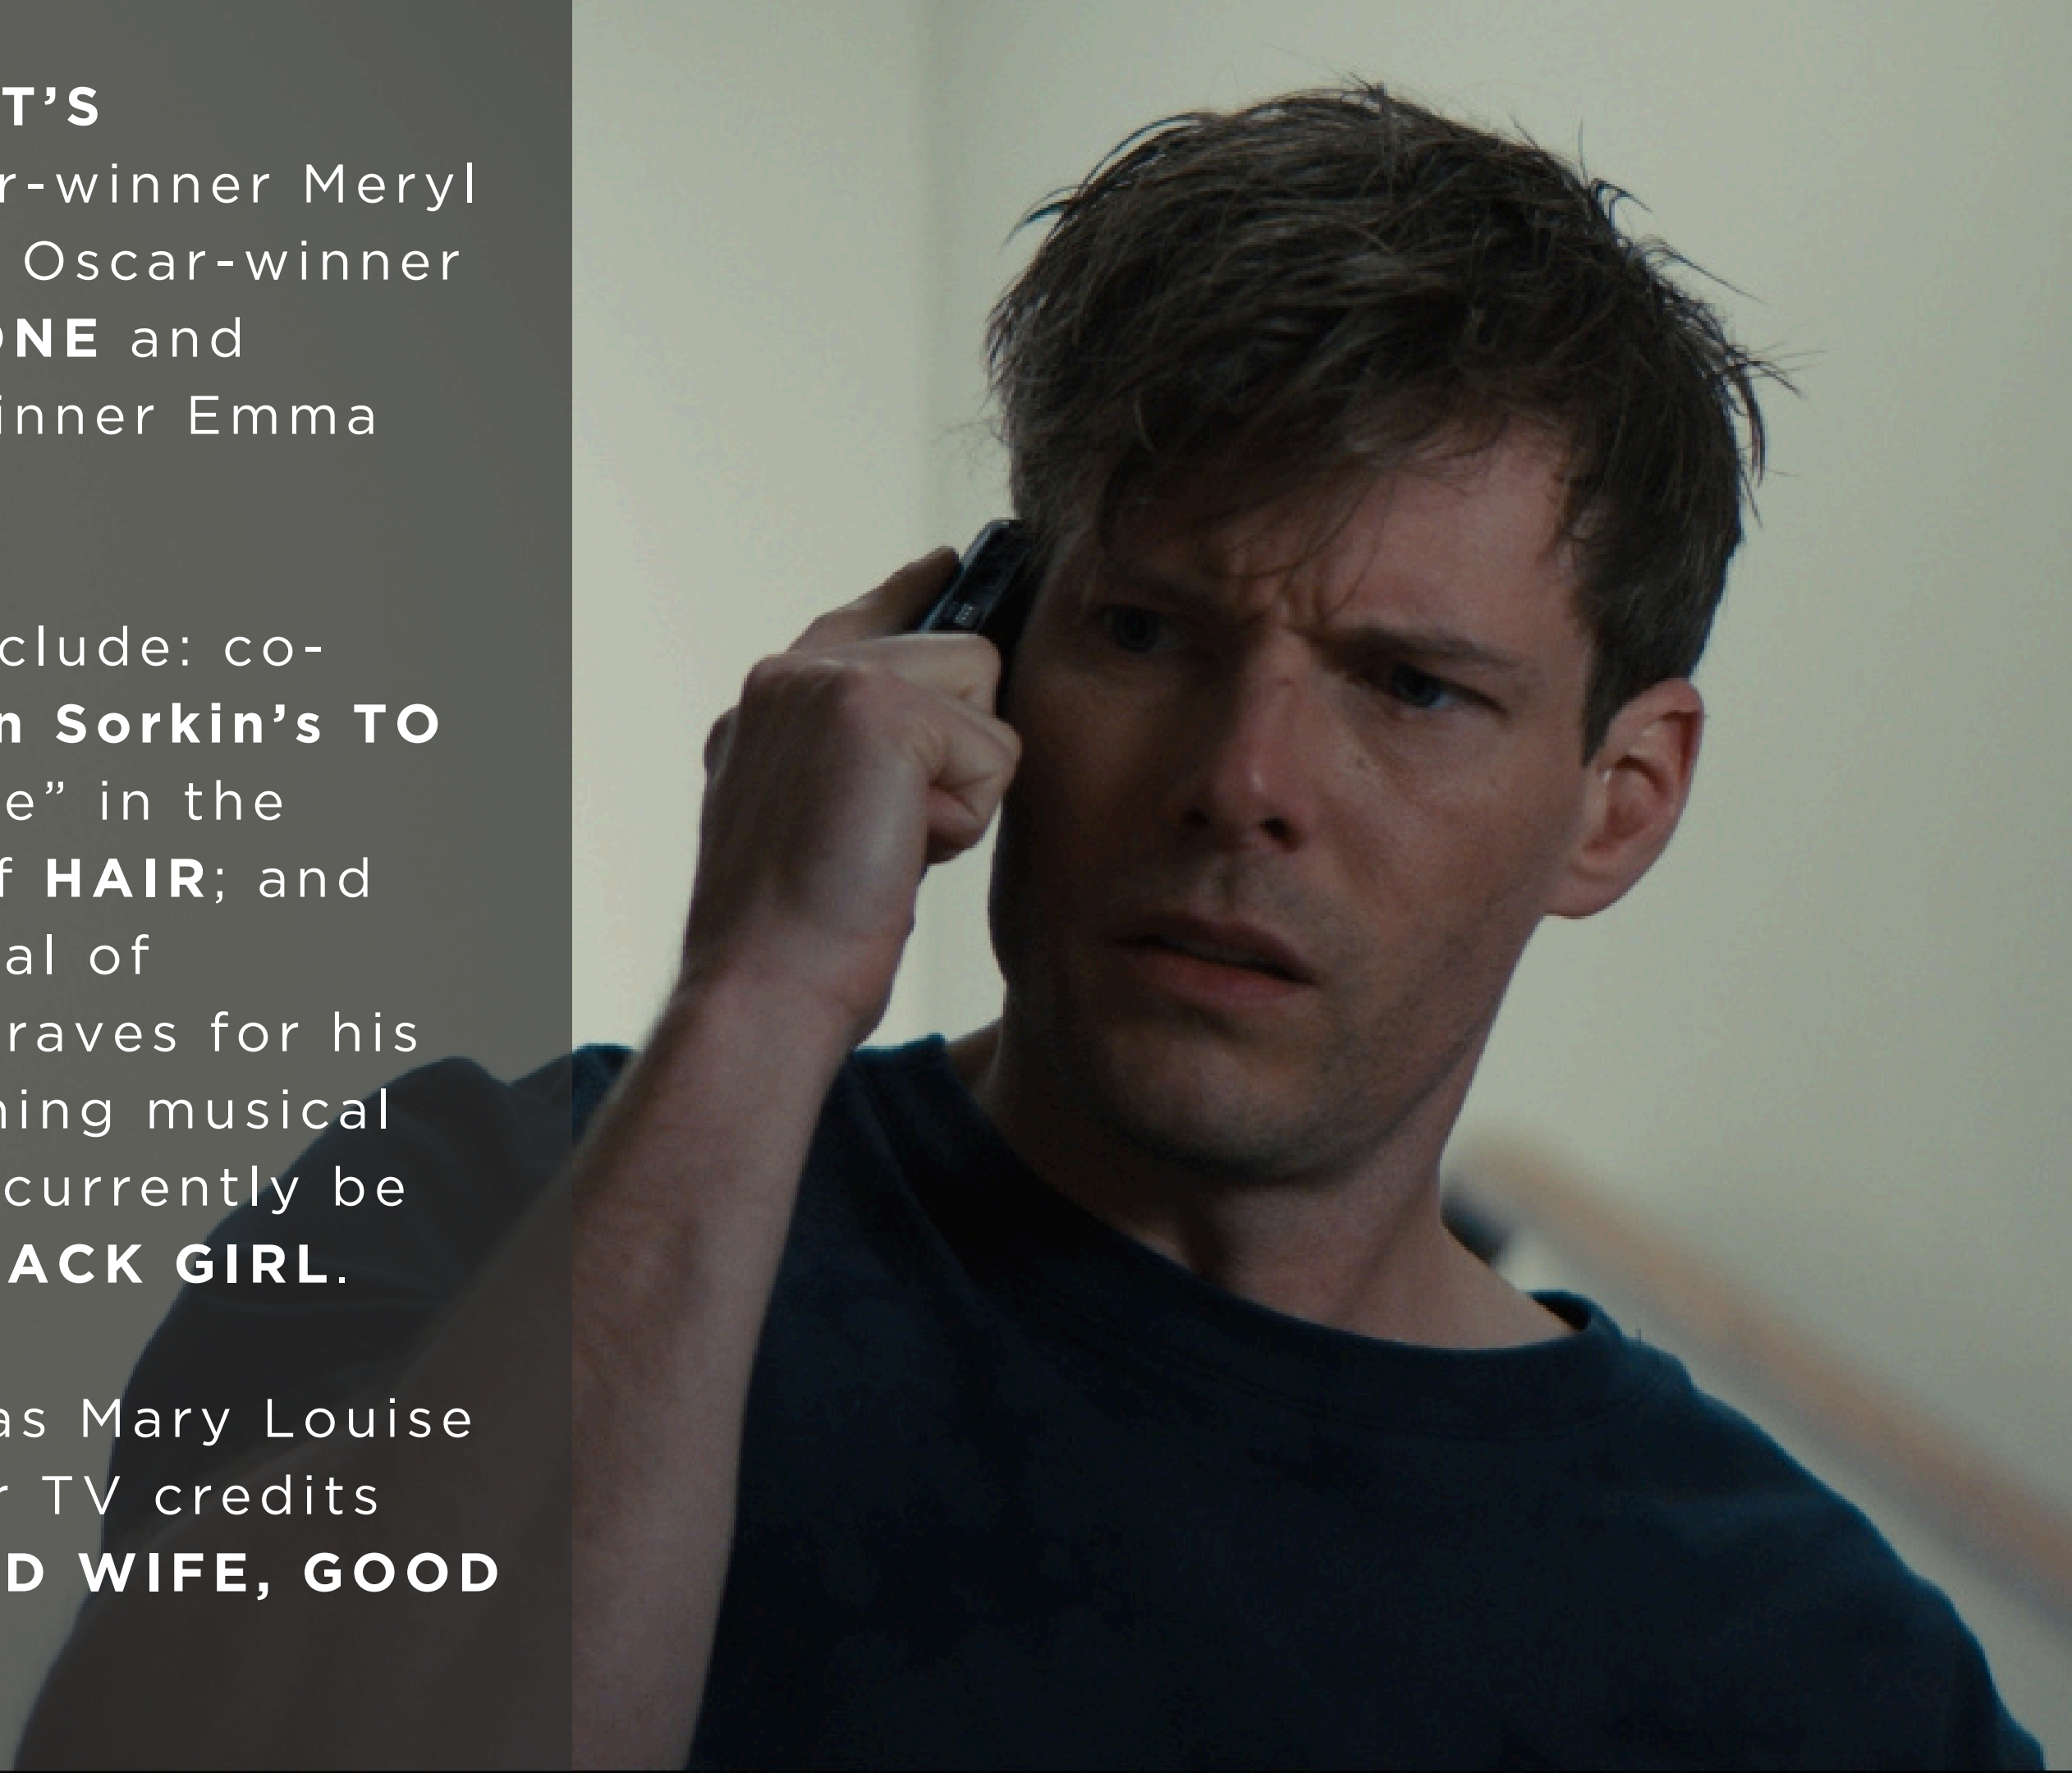 T’S
r-winner Meryl
Oscar-winner
ONE and
inner Emma
clude: co-
n Sorkin’s TO
e” in the
f HAIR; and
al of
raves for his
ning musical
currently be
ACK GIRL.
as Mary Louise
r TV credits
D WIFE, GOOD